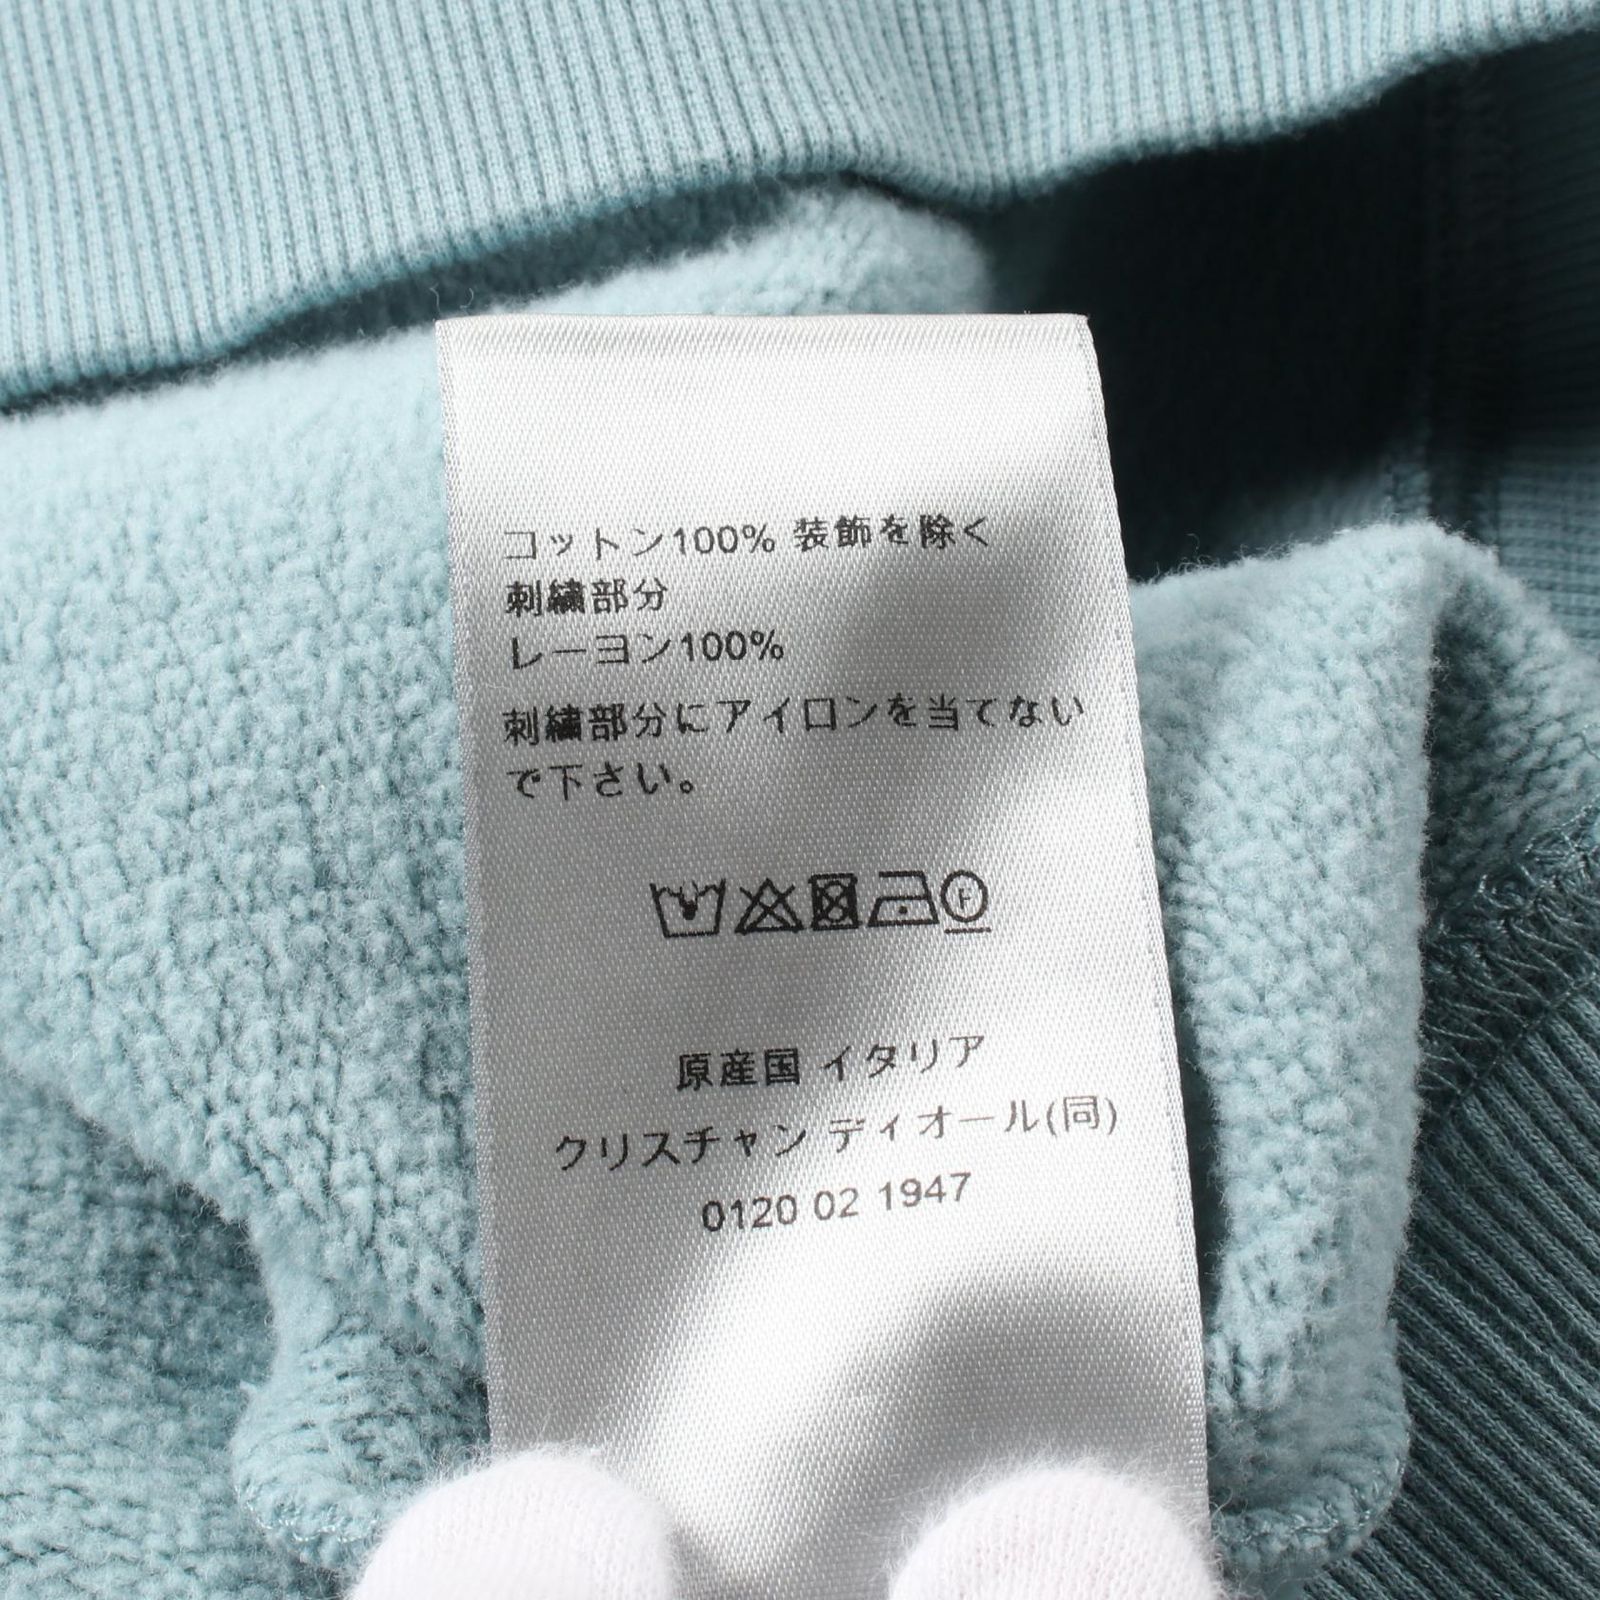 コットン100% 装飾を除く
刺繍部分
レーヨン100%
刺繍部分にアイロンを当てない
で下さい。
F
原産国 イタリア
クリスチャン ディオール(同)
0120 02 1947